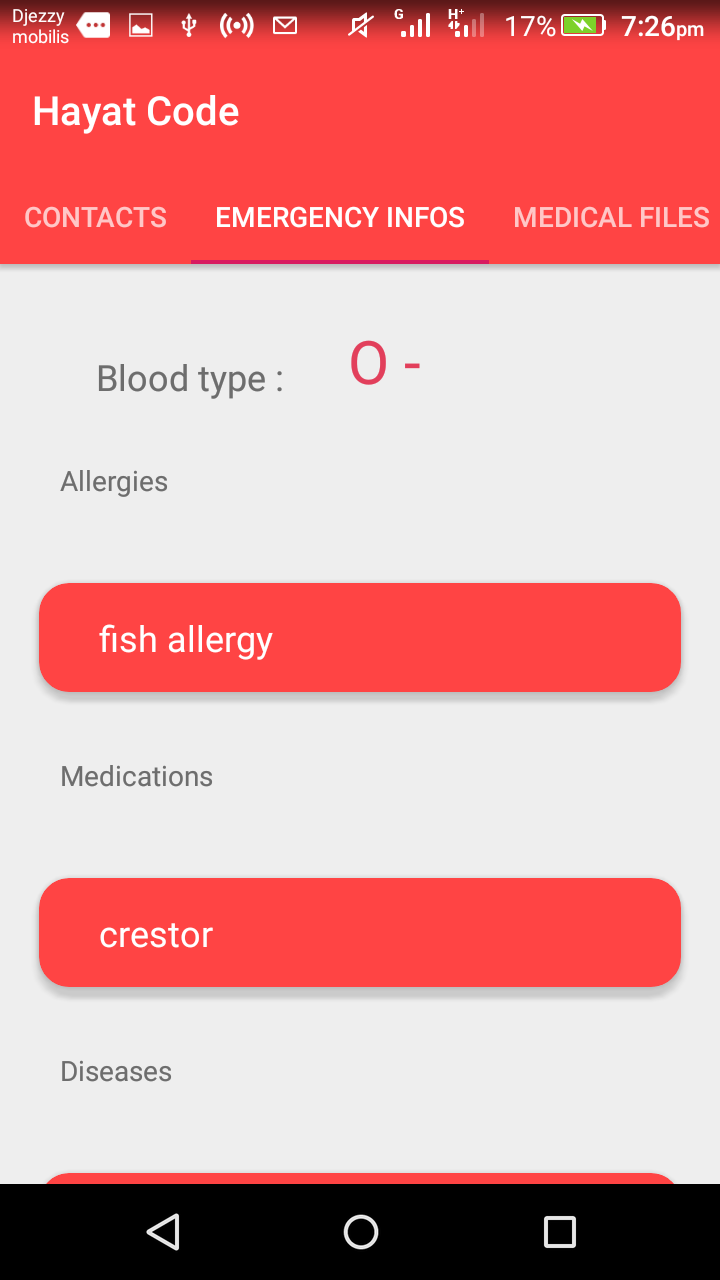 Djezzy
mobilis
G
H+
17%
7:26pm
Hayat Code
CONTACTS
EMERGENCY INFOS
MEDICAL FILES
Blood type :
O -
Allergies
fish allergy
Medications
crestor
Diseases